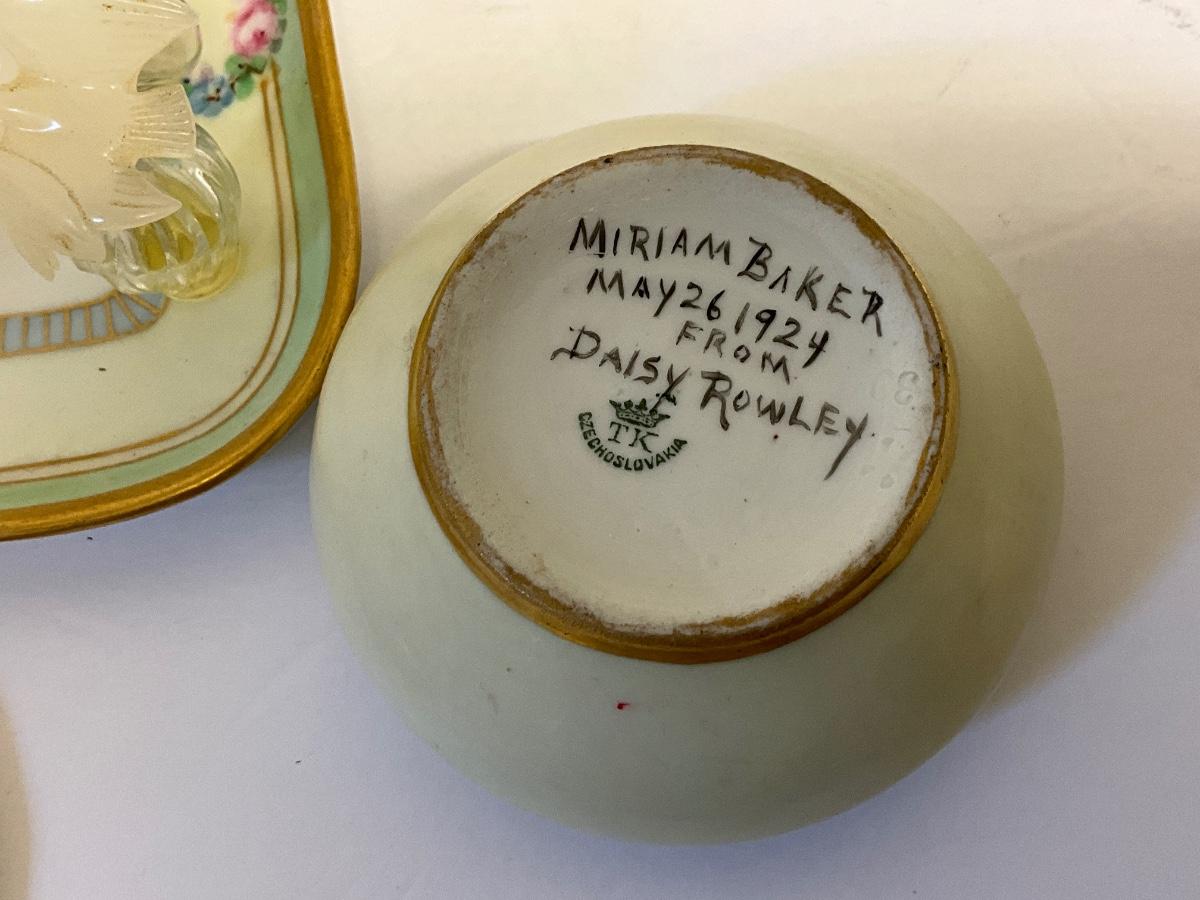 MIRIAM BAKER
MAY 26 1924
FROM
DAISY ROWLEY
TK
CZECHOSLOVAKIA